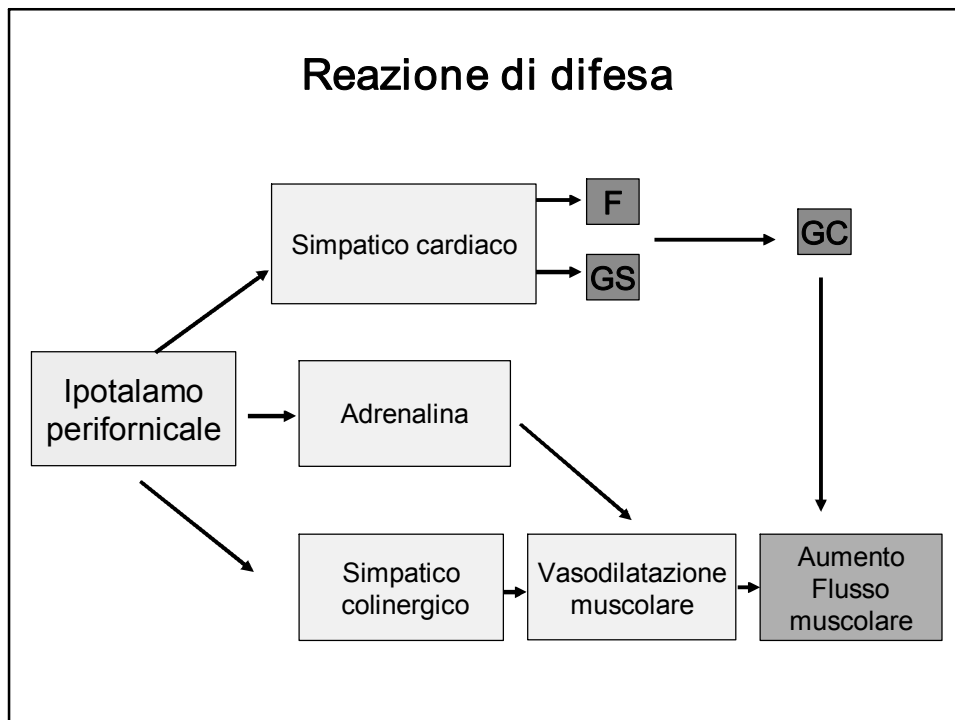 Reazione di difesa
Simpatico cardiaco
F
GS
GC
Ipotalamo
perifornicale
Adrenalina
Simpatico
colinergico
Vasodilatazione
muscolare
Aumento
Flusso
muscolare